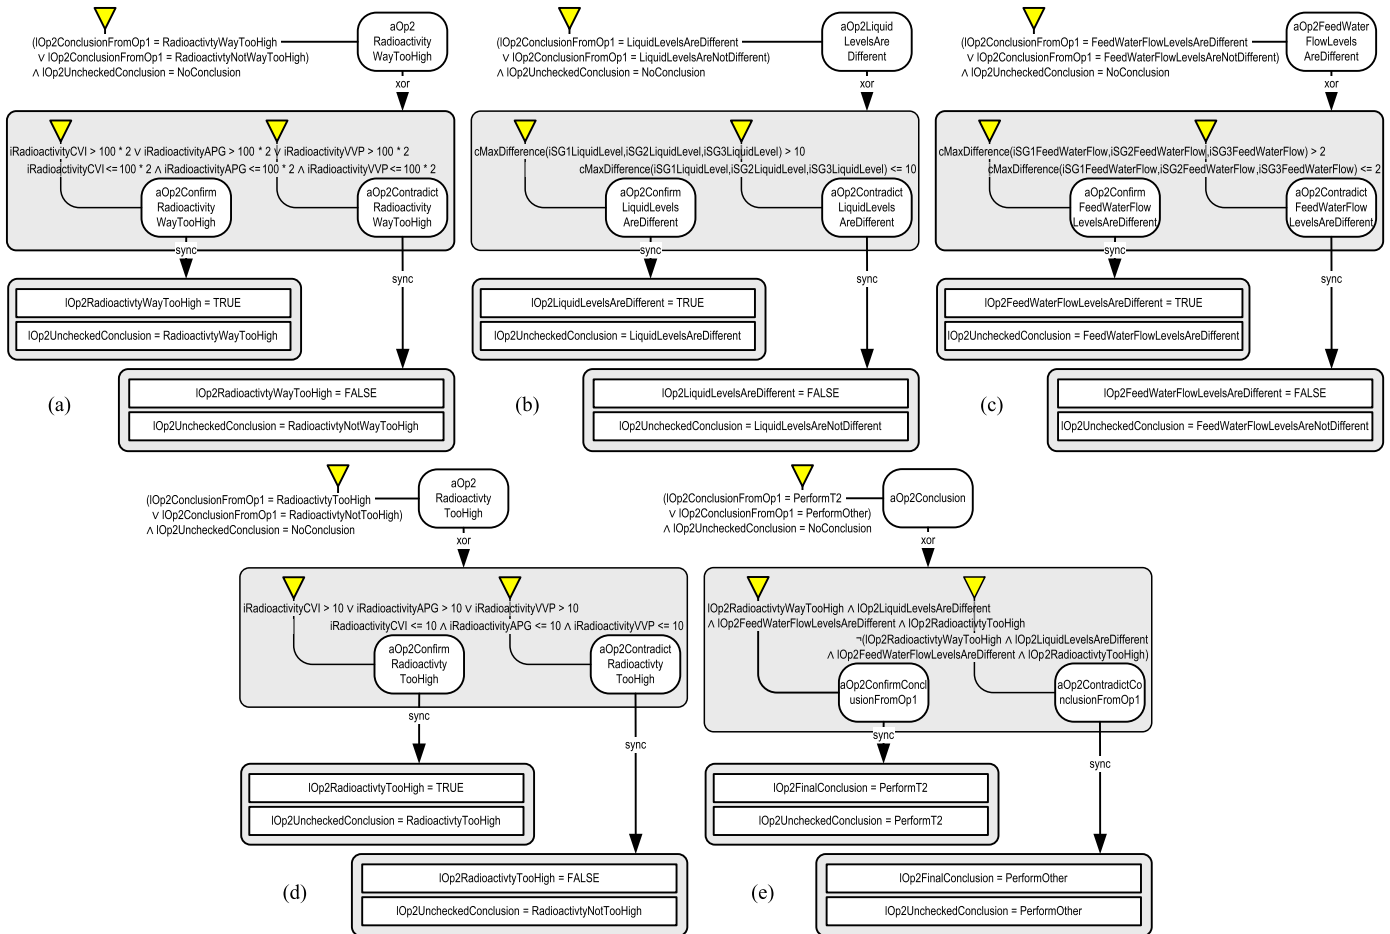 (lOp2ConclusionFromOp1 = RadioactivtyWayTooHigh
∨ lOp2ConclusionFromOp1 = RadioactivtyNotWayTooHigh)
∧ lOp2UncheckedConclusion = NoConclusion
aOp2
Radioactivity
WayTooHigh
xor
iRadioactivityCVI > 100 * 2 ∨ iRadioactivityAPG > 100 * 2 ∨ iRadioactivityVVP > 100 * 2
iRadioactivityCVI <= 100 * 2 ∧ iRadioactivityAPG <= 100 * 2 ∧ iRadioactivityVVP <= 100 * 2
aOp2Confirm
Radioactivity
WayTooHigh
aOp2Contradict
Radioactivity
WayTooHigh
sync
sync
lOp2RadioactivtyWayTooHigh = TRUE
lOp2UncheckedConclusion = RadioactivtyWayTooHigh
lOp2RadioactivtyWayTooHigh = FALSE
lOp2UncheckedConclusion = RadioactivtyNotWayTooHigh
(a)
(lOp2ConclusionFromOp1 = LiquidLevelsAreDifferent
∨ lOp2ConclusionFromOp1 = LiquidLevelsAreNotDifferent)
∧ lOp2UncheckedConclusion = NoConclusion
aOp2Liquid
LevelsAre
Different
xor
cMaxDifference(iSG1LiquidLevel,iSG2LiquidLevel,iSG3LiquidLevel) > 10
cMaxDifference(iSG1LiquidLevel,iSG2LiquidLevel,iSG3LiquidLevel) <= 10
aOp2Confirm
LiquidLevels
AreDifferent
aOp2Contradict
LiquidLevels
AreDifferent
sync
sync
lOp2LiquidLevelsAreDifferent = TRUE
lOp2UncheckedConclusion = LiquidLevelsAreDifferent
lOp2LiquidLevelsAreDifferent = FALSE
lOp2UncheckedConclusion = LiquidLevelsAreNotDifferent
(b)
(lOp2ConclusionFromOp1 = FeedWaterFlowLevelsAreDifferent
∨ lOp2ConclusionFromOp1 = FeedWaterFlowLevelsAreNotDifferent)
∧ lOp2UncheckedConclusion = NoConclusion
aOp2FeedWater
FlowLevels
AreDifferent
xor
cMaxDifference(iSG1FeedWaterFlow,iSG2FeedWaterFlow,iSG3FeedWaterFlow) > 2
cMaxDifference(iSG1FeedWaterFlow,iSG2FeedWaterFlow,iSG3FeedWaterFlow) <= 2
aOp2Confirm
FeedWaterFlow
LevelsAreDifferent
aOp2Contradict
FeedWaterFlow
LevelsAreDifferent
sync
sync
lOp2FeedWaterFlowLevelsAreDifferent = TRUE
lOp2UncheckedConclusion = FeedWaterFlowLevelsAreDifferent
lOp2FeedWaterFlowLevelsAreDifferent = FALSE
lOp2UncheckedConclusion = FeedWaterFlowLevelsAreNotDifferent
(c)
(lOp2ConclusionFromOp1 = RadioactivtyTooHigh
∨ lOp2ConclusionFromOp1 = RadioactivtyNotTooHigh)
∧ lOp2UncheckedConclusion = NoConclusion
aOp2
Radioactivty
TooHigh
xor
iRadioactivityCVI > 10 ∨ iRadioactivityAPG > 10 ∨ iRadioactivityVVP > 10
iRadioactivityCVI <= 10 ∧ iRadioactivityAPG <= 10 ∧ iRadioactivityVVP <= 10
aOp2Confirm
Radioactivty
TooHigh
aOp2Contradict
Radioactivty
TooHigh
sync
sync
lOp2RadioactivtyTooHigh = TRUE
lOp2UncheckedConclusion = RadioactivtyTooHigh
lOp2RadioactivtyTooHigh = FALSE
lOp2UncheckedConclusion = RadioactivtyNotTooHigh
(d)
(lOp2ConclusionFromOp1 = PerformT2
∨ lOp2ConclusionFromOp1 = PerformOther)
∧ lOp2UncheckedConclusion = NoConclusion
aOp2Conclusion
xor
lOp2RadioactivtyWayTooHigh ∧ lOp2LiquidLevelsAreDifferent
∧ lOp2FeedWaterFlowLevelsAreDifferent ∧ lOp2RadioactivtyTooHigh
¬(lOp2RadioactivtyWayTooHigh ∧ lOp2LiquidLevelsAreDifferent
∧ lOp2FeedWaterFlowLevelsAreDifferent ∧ lOp2RadioactivtyTooHigh)
aOp2ConfirmConcl
usionFromOp1
aOp2ContradictCo
nclusionFromOp1
sync
sync
lOp2FinalConclusion = PerformT2
lOp2UncheckedConclusion = PerformT2
lOp2FinalConclusion = PerformOther
lOp2UncheckedConclusion = PerformOther
(e)